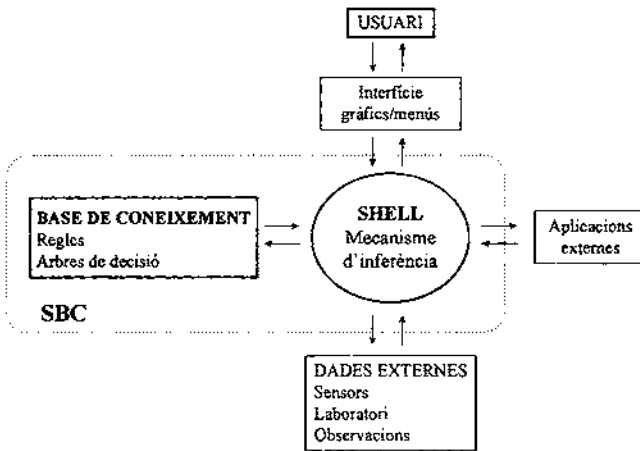 USUARI
Interfície
gràfics/menús
BASE DE CONEIXEMENT
Regles
Arbres de decisió
SHELL
Mecanisme
d'inferència
Aplicacions
externes
SBC
DADES EXTERNES
Sensors
Laboratori
Observacions